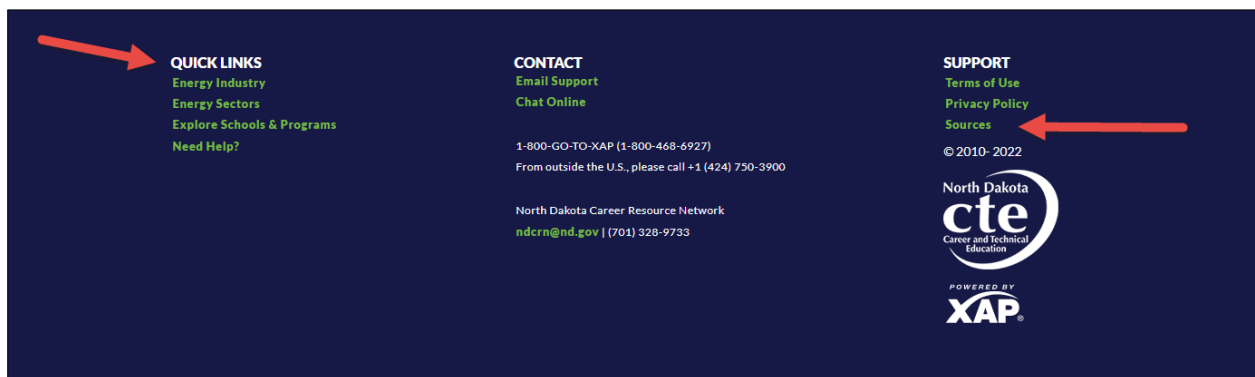 QUICK LINKS
Energy Industry
Energy Sectors
Explore Schools & Programs
Need Help?
CONTACT
Email Support
Chat Online
1-800-GO-TO-XAP (1-800-468-6927)
From outside the U.S., please call +1 (424) 750-3900
North Dakota Career Resource Network
ndcrn@nd.gov | (701) 328-9733
SUPPORT
Terms of Use
Privacy Policy
Sources
© 2010- 2022
North Dakota
cte
Career and Technical
Education
POWERED BY
XAP®